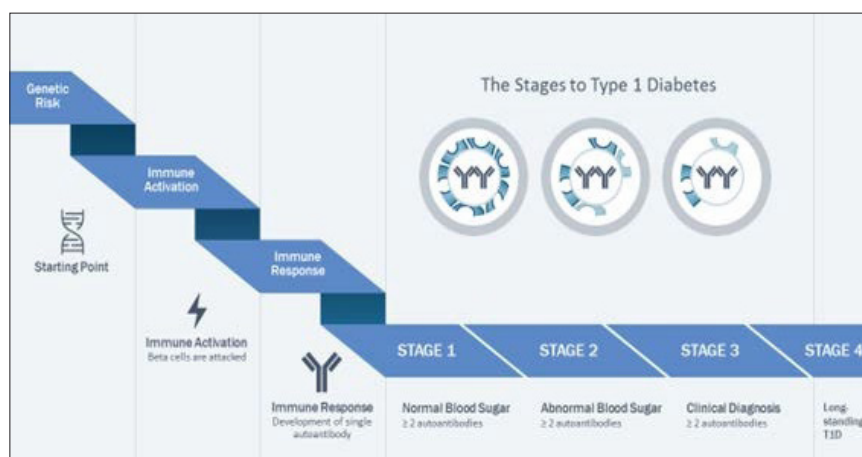 The Stages to Type 1 Diabetes
Genetic
Risk
Immune
Activation
Immune
Response
Starting Point
Immune Activation
Beta cells are attacked
Immune Response
Development of single
autoantibody
STAGE 1
STAGE 2
STAGE 3
STAGE 4
Normal Blood Sugar
≥ 2 autoantibodies
Abnormal Blood Sugar
≥ 2 autoantibodies
Clinical Diagnosis
≥ 2 autoantibodies
Long-
standing
T1D